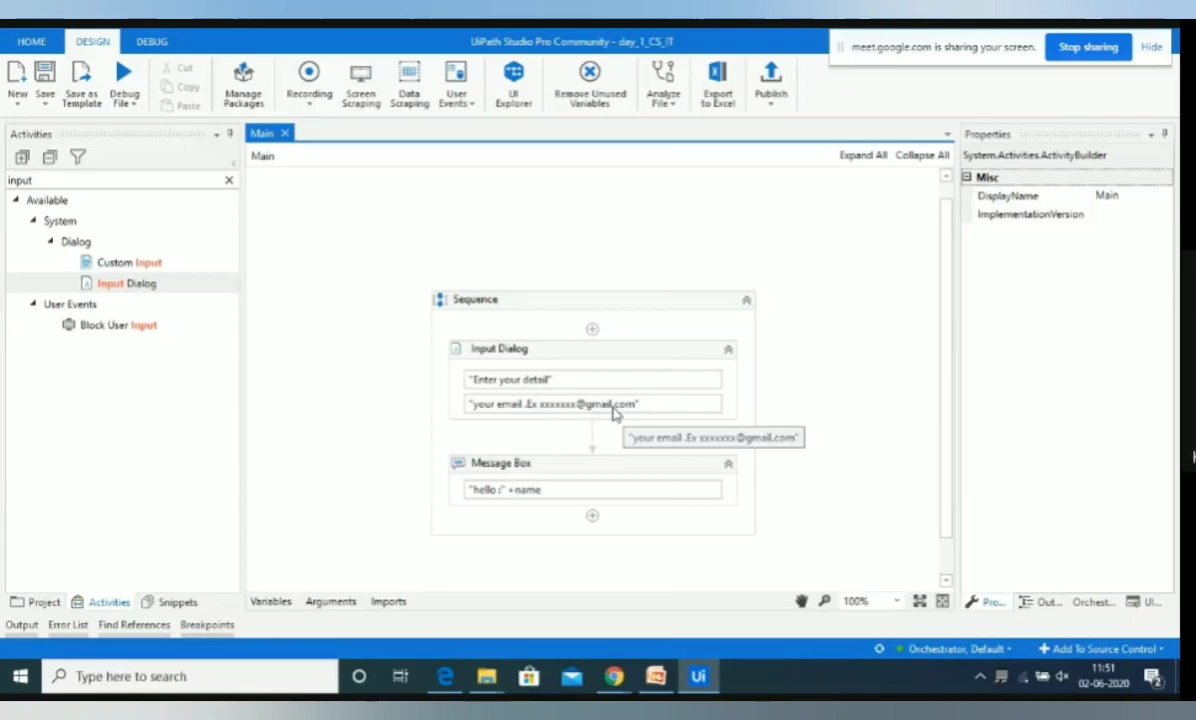 HOME DESIGN DEBUG
UiPath Studio Pro Community - day_1_CS_IT
meet.google.com is sharing your screen. Stop sharing Hide
New Save Save as Template Debug File
Cut
Copy
Paste
Manage Packages
Recording
Screen Scraping
Data Scraping
User Events
UI Explorer
Remove Unused Variables
Analyze File
Export to Excel
Publish
Activities
input
Available
System
Dialog
Custom Input
Input Dialog
User Events
Block User Input
Main
Main
Expand All Collapse All
Sequence
Input Dialog
"Enter your detail"
"your email .Ex xxxxxxx@gmail.com"
"your email .Ex xxxxxxx@gmail.com"
Message Box
"hello :" +name
Properties
System.Activities.ActivityBuilder
Misc
DisplayName Main
ImplementationVersion
Project Activities Snippets
Variables Arguments Imports
100%
Pro... Out... Orchest... UI...
Output Error List Find References Breakpoints
Orchestrator, Default
Add To Source Control
Type here to search
Ui
11:51
02-06-2020
2